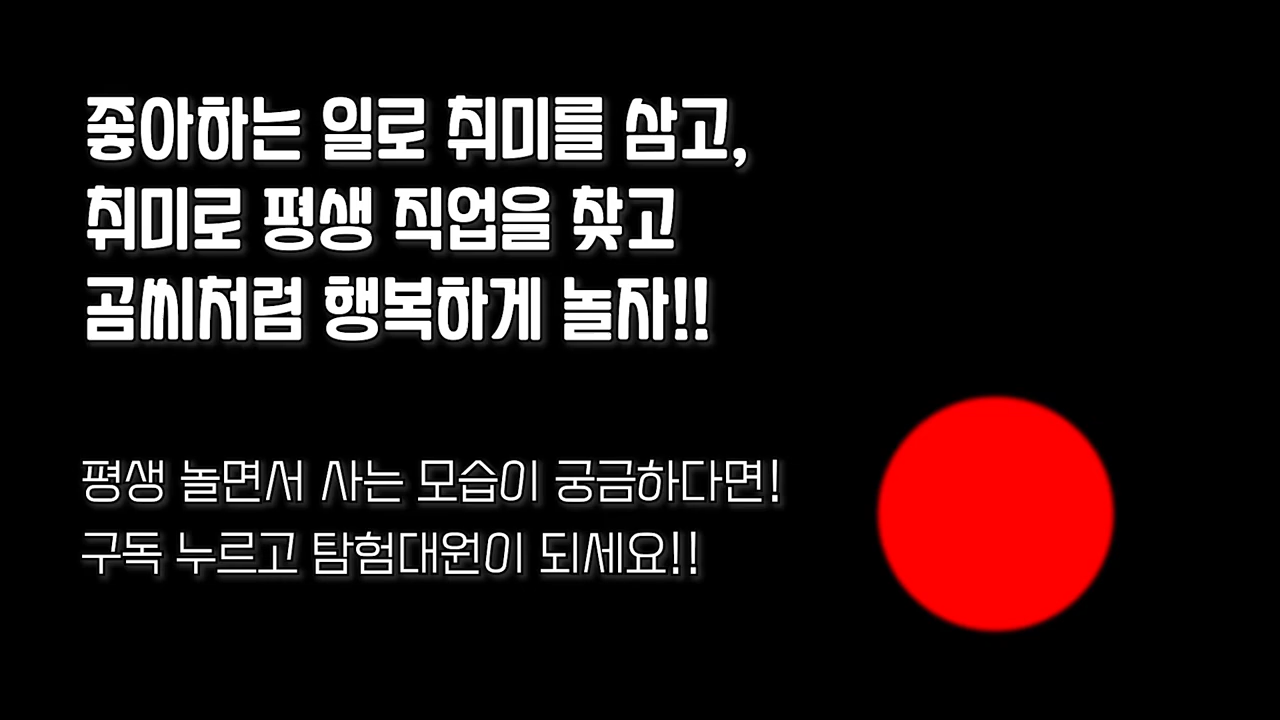 좋아하는 일로 취미를 삼고,
취미로 평생 직업을 찾고
곰씨처럼 행복하게 놀자!!
평생 놀면서 사는 모습이 궁금하다면!
구독 누르고 탐험대원이 되세요!!